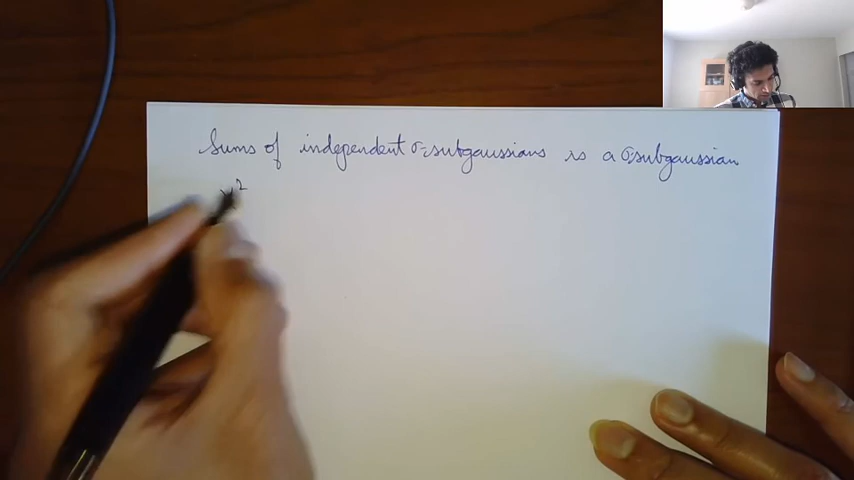 Sums of independent σ-subgaussians is a σ-subgaussian